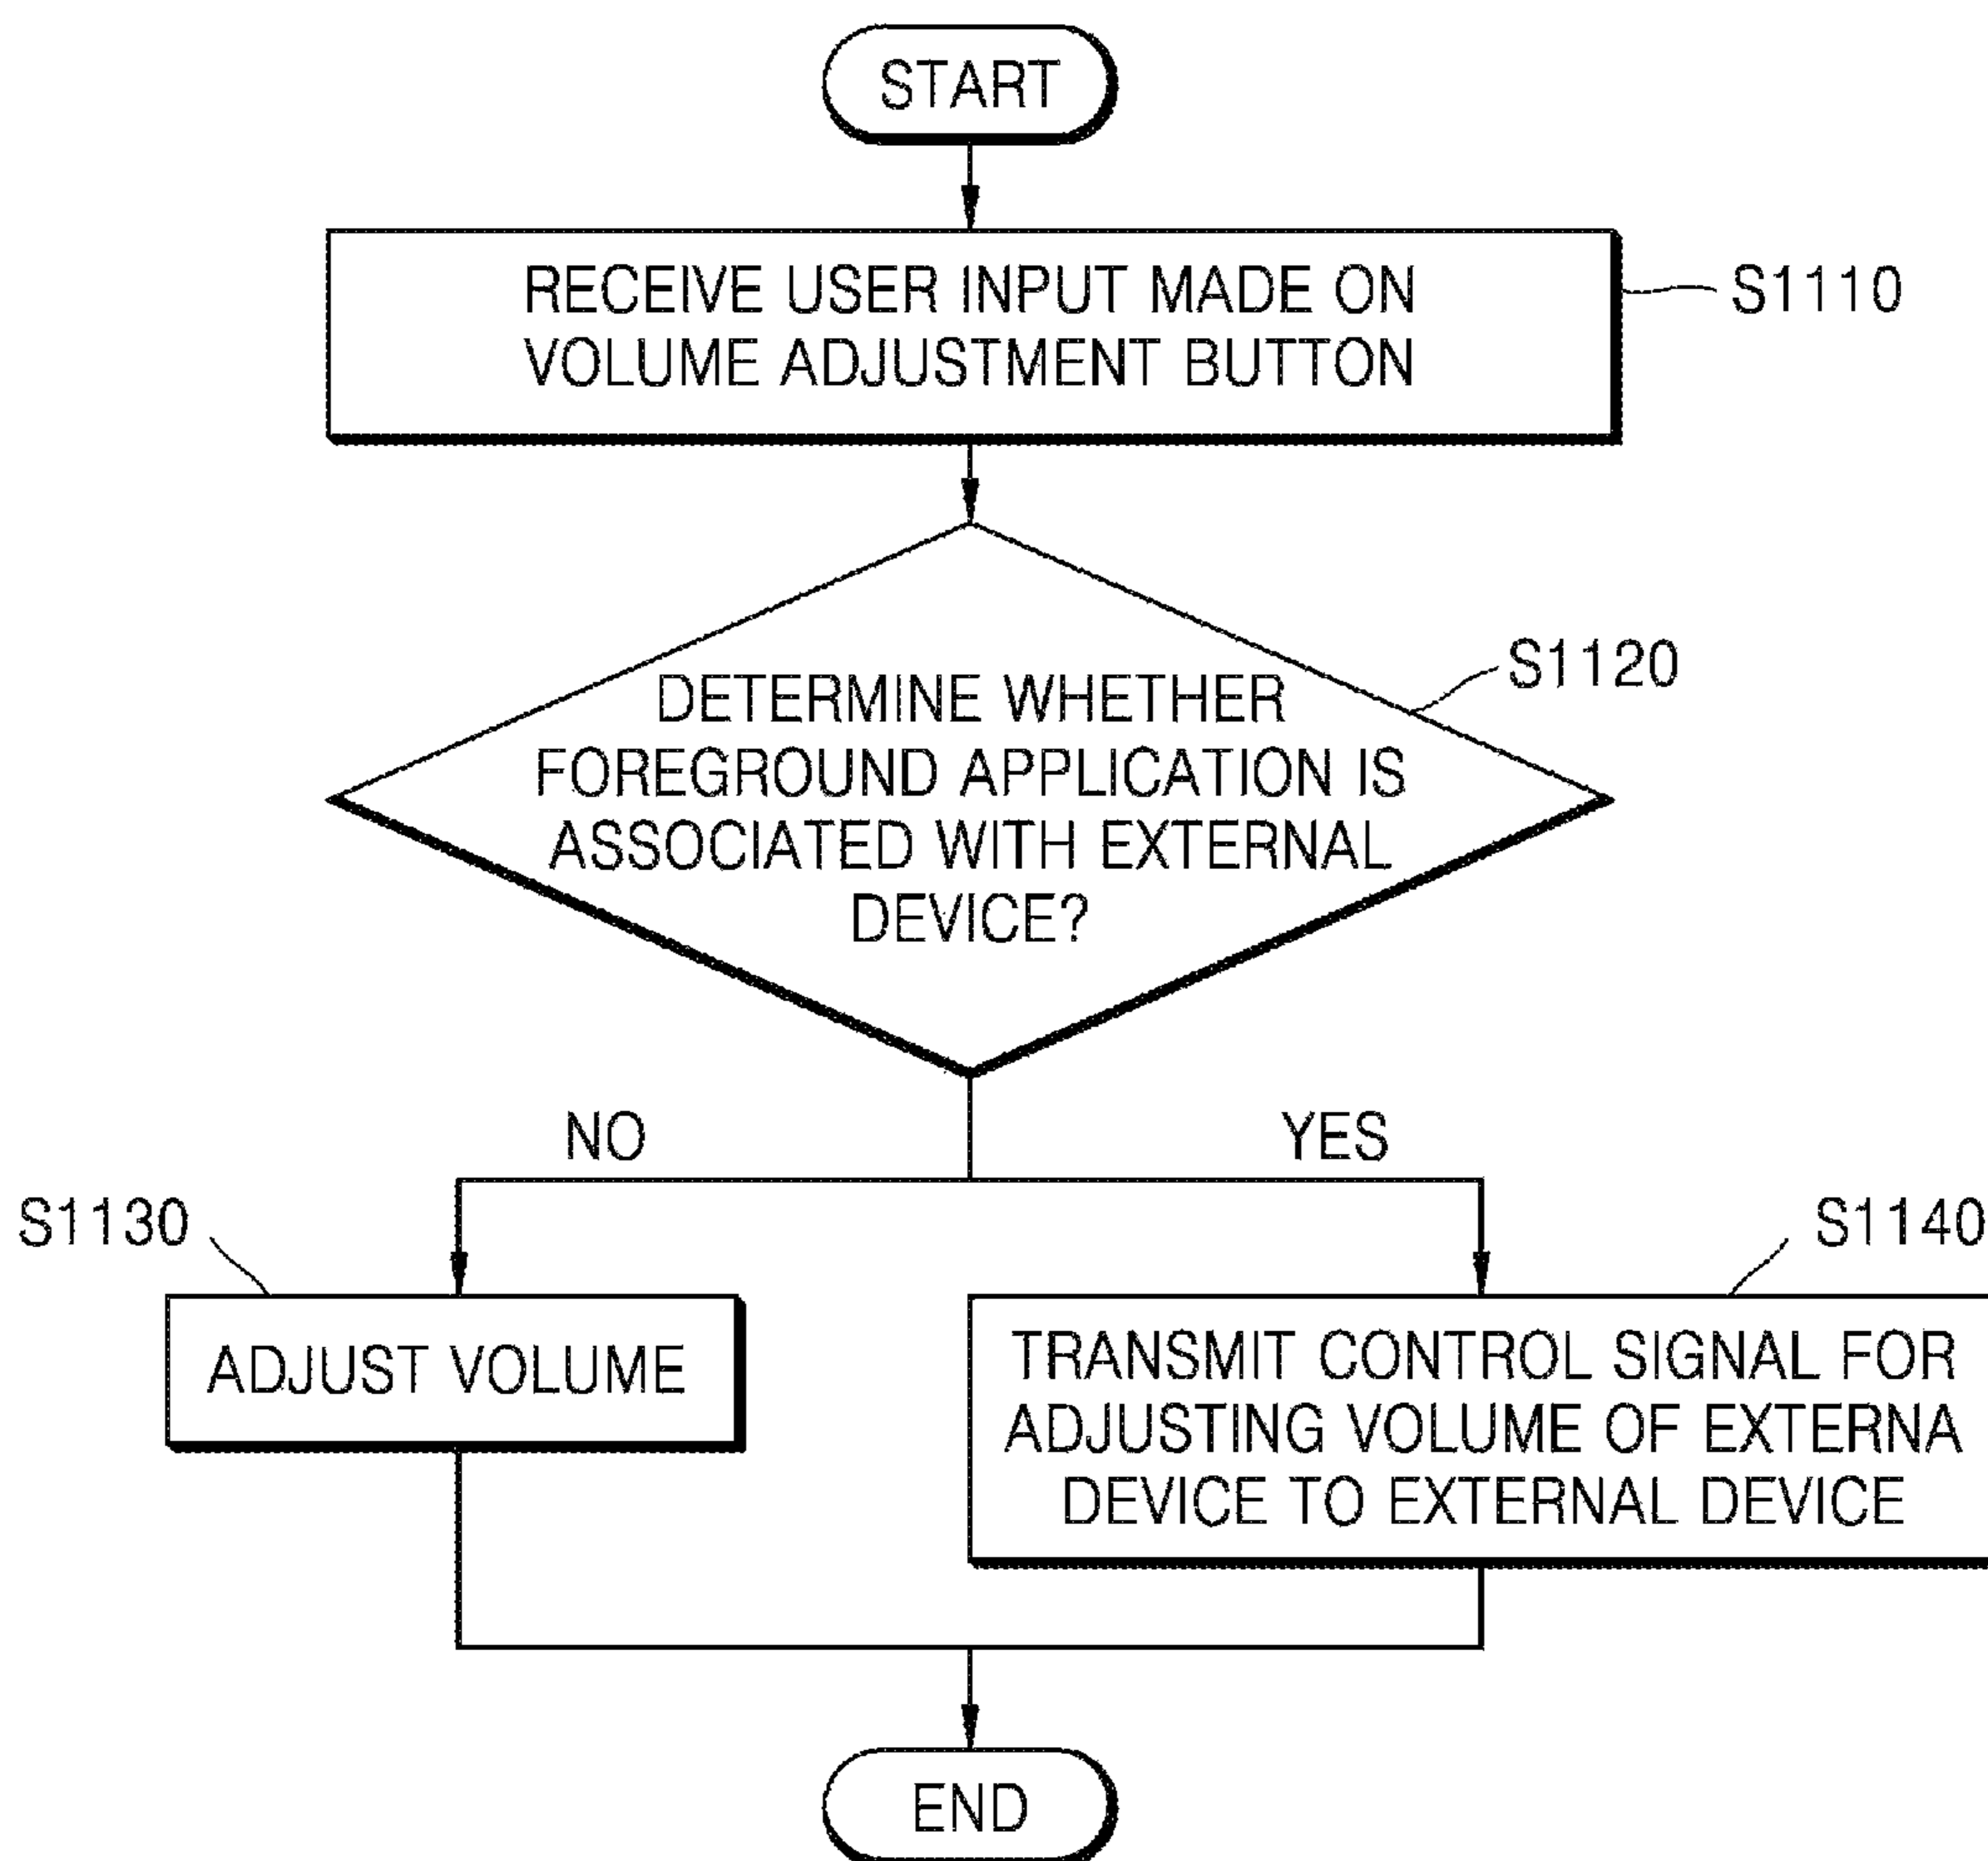 START
RECEIVE USER INPUT MADE ON
VOLUME ADJUSTMENT BUTTON
S1110
S1120
DETERMINE WHETHER
FOREGROUND APPLICATION IS
ASSOCIATED WITH EXTERNAL
DEVICE?
NO
YES
S1130
S1140
ADJUST VOLUME
TRANSMIT CONTROL SIGNAL FOR
ADJUSTING VOLUME OF EXTERNA
DEVICE TO EXTERNAL DEVICE
END